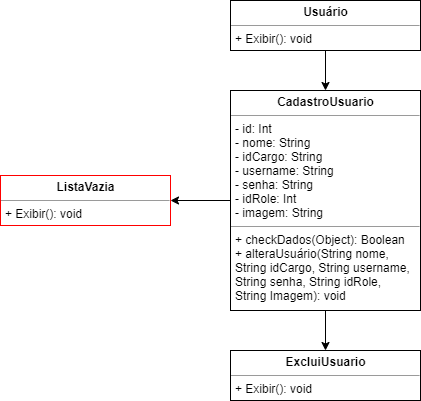 Usuário
+ Exibir(): void
CadastroUsuario
- id: Int
- nome: String
- idCargo: String
- username: String
- senha: String
- idRole: Int
- imagem: String
+ checkDados(Object): Boolean
+ alteraUsuário(String nome,
String idCargo, String username,
String senha, String idRole,
String Imagem): void
ListaVazia
+ Exibir(): void
ExcluiUsuario
+ Exibir(): void